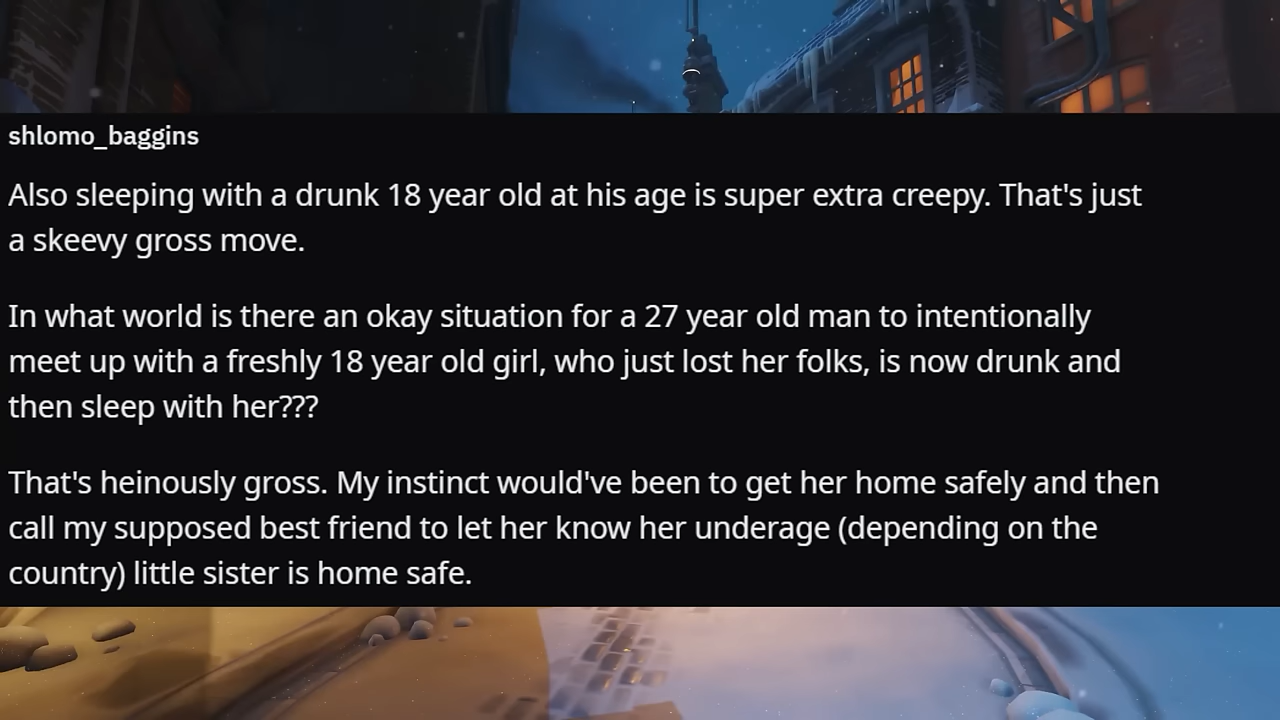 shlomo_baggins
Also sleeping with a drunk 18 year old at his age is super extra creepy. That's just
a skeevy gross move.
In what world is there an okay situation for a 27 year old man to intentionally
meet up with a freshly 18 year old girl, who just lost her folks, is now drunk and
then sleep with her???
That's heinously gross. My instinct would've been to get her home safely and then
call my supposed best friend to let her know her underage (depending on the
country) little sister is home safe.